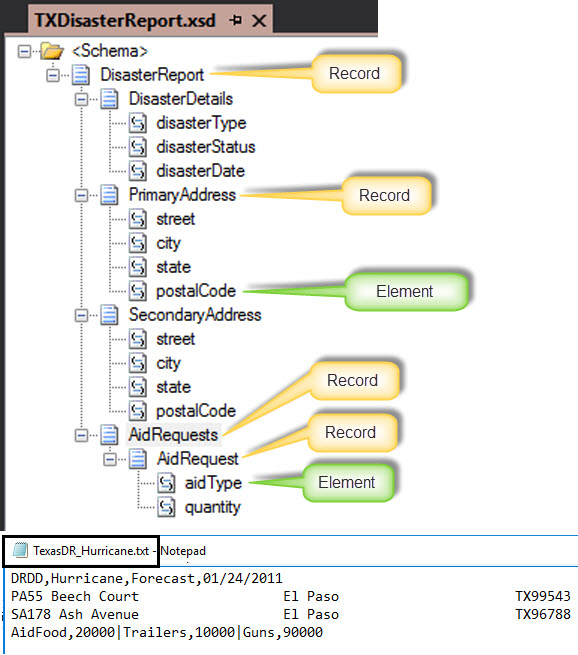 TXDisasterReport.xsd
<Schema>
DisasterReport
Record
DisasterDetails
disasterType
disasterStatus
disasterDate
PrimaryAddress
Record
street
city
state
postalCode
Element
SecondaryAddress
street
city
state
Record
postalCode
AidRequests
Record
AidRequest
aidType
Element
quantity
TexasDR_Hurricane.txt - Notepad
DRDD,Hurricane,Forecast,01/24/2011
PA55 Beech Court                    El Paso                        TX99543
SA178 Ash Avenue                    El Paso                        TX96788
AidFood,20000|Trailers,10000|Guns,90000